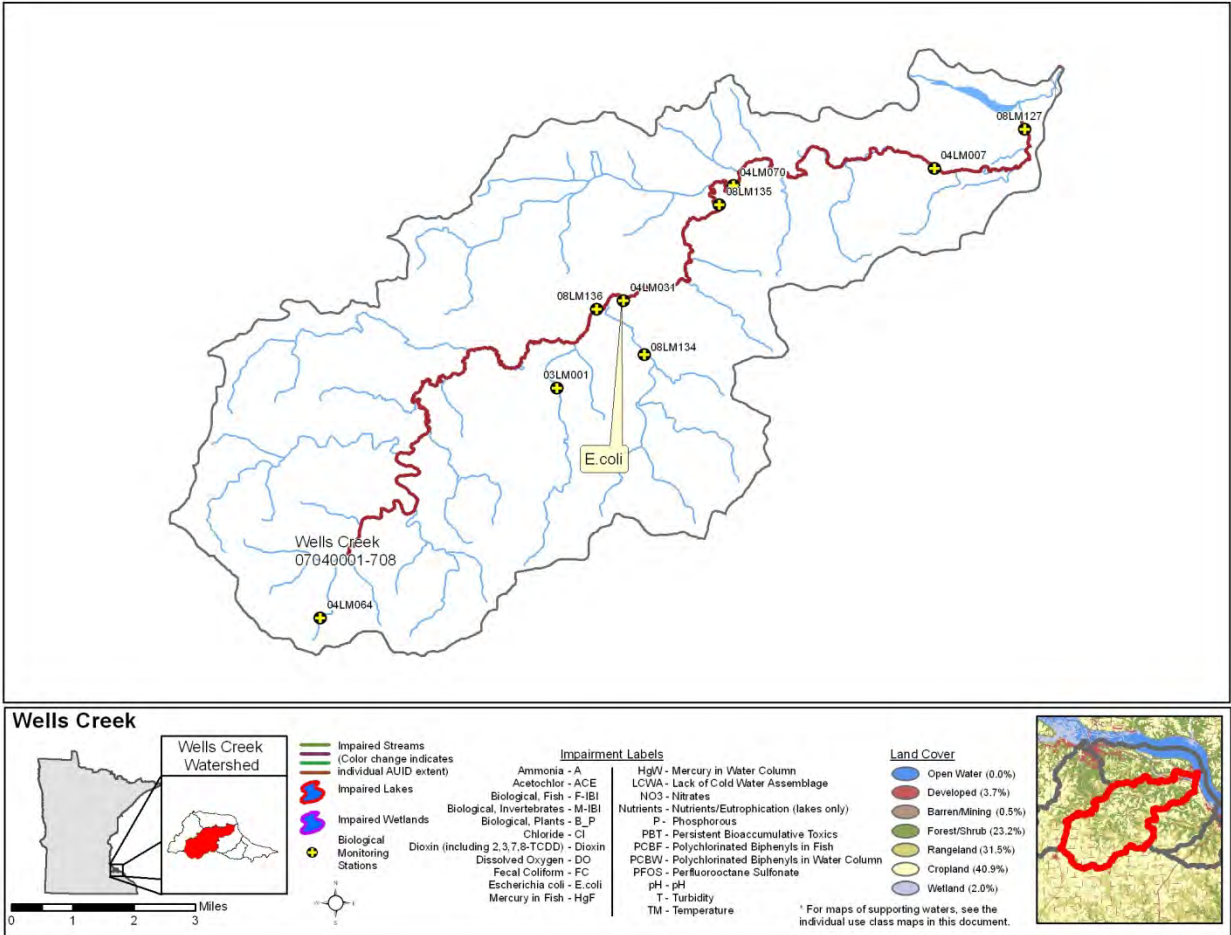 08LM127
04LM007
04LM070
08LM135
04LM031
08LM136
08LM134
03LM001
E.coli
Wells Creek
07040001-708
04LM064
Wells Creek
Wells Creek
Watershed
0 1 2 3 Miles
Impaired Streams
(Color change indicates
individual AUID extent)
Impaired Lakes
Impaired Wetlands
Biological
Monitoring
Stations
N
W E
S
Impairment Labels
Ammonia - A
Acetochlor - ACE
Biological, Fish - F-IBI
Biological, Invertebrates - M-IBI
Biological, Plants - B_P
Chloride - Cl
Dioxin (including 2,3,7,8-TCDD) - Dioxin
Dissolved Oxygen - DO
Fecal Coliform - FC
Escherichia coli - E.coli
Mercury in Fish - HgF
HgW - Mercury in Water Column
LCWA - Lack of Cold Water Assemblage
NO3 - Nitrates
Nutrients - Nutrients/Eutrophication (lakes only)
P - Phosphorous
PBT - Persistent Bioaccumulative Toxics
PCBF - Polychlorinated Biphenyls in Fish
PCBW - Polychlorinated Biphenyls in Water Column
PFOS - Perfluorooctane Sulfonate
pH - pH
T - Turbidity
TM - Temperature
Land Cover
Open Water (0.0%)
Developed (3.7%)
Barren/Mining (0.5%)
Forest/Shrub (23.2%)
Rangeland (31.5%)
Cropland (40.9%)
Wetland (2.0%)
* For maps of supporting waters, see the
individual use class maps in this document.